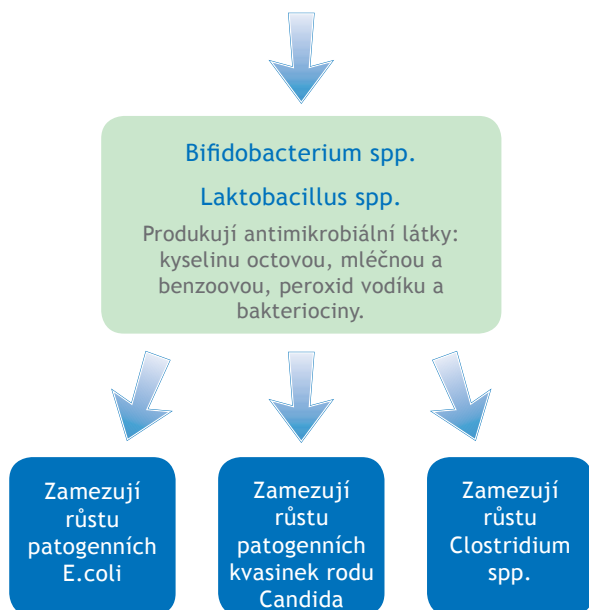 Bifidobacterium spp.
Laktobacillus spp.
Produkují antimikrobiální látky:
kyselinu octovou, mléčnou a
benzoovou, peroxid vodíku a
bakteriociny.
Zamezují
růstu
patogenních
E.coli
Zamezují
růstu
patogenních
kvasinek rodu
Candida
Zamezují
růstu
Clostridium
spp.